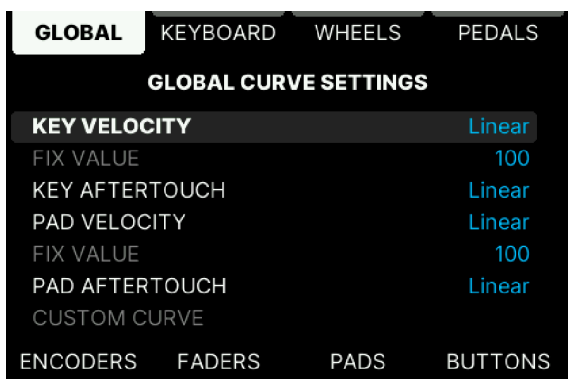 GLOBAL KEYBOARD WHEELS PEDALS
GLOBAL CURVE SETTINGS
KEY VELOCITY Linear
FIX VALUE 100
KEY AFTERTOUCH Linear
PAD VELOCITY Linear
FIX VALUE 100
PAD AFTERTOUCH Linear
CUSTOM CURVE
ENCODERS FADERS PADS BUTTONS